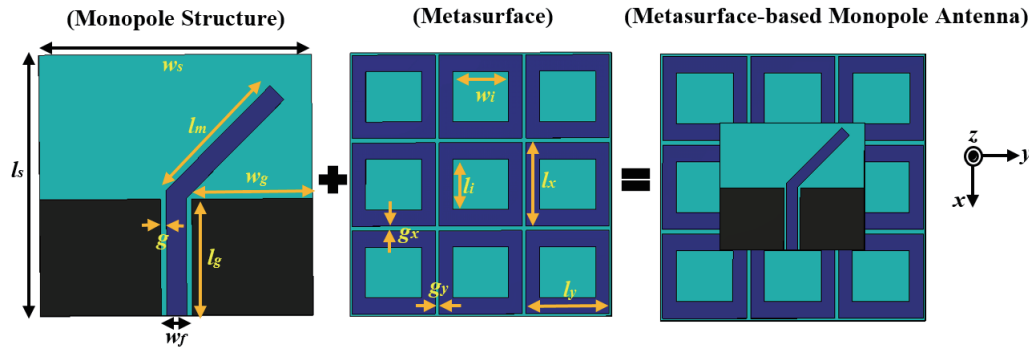 (Monopole Structure)
(Metasurface)
(Metasurface-based Monopole Antenna)
ws
lm
ls
wg
g
lg
wf
wi
li
lx
gx
gy
ly
z
y
x